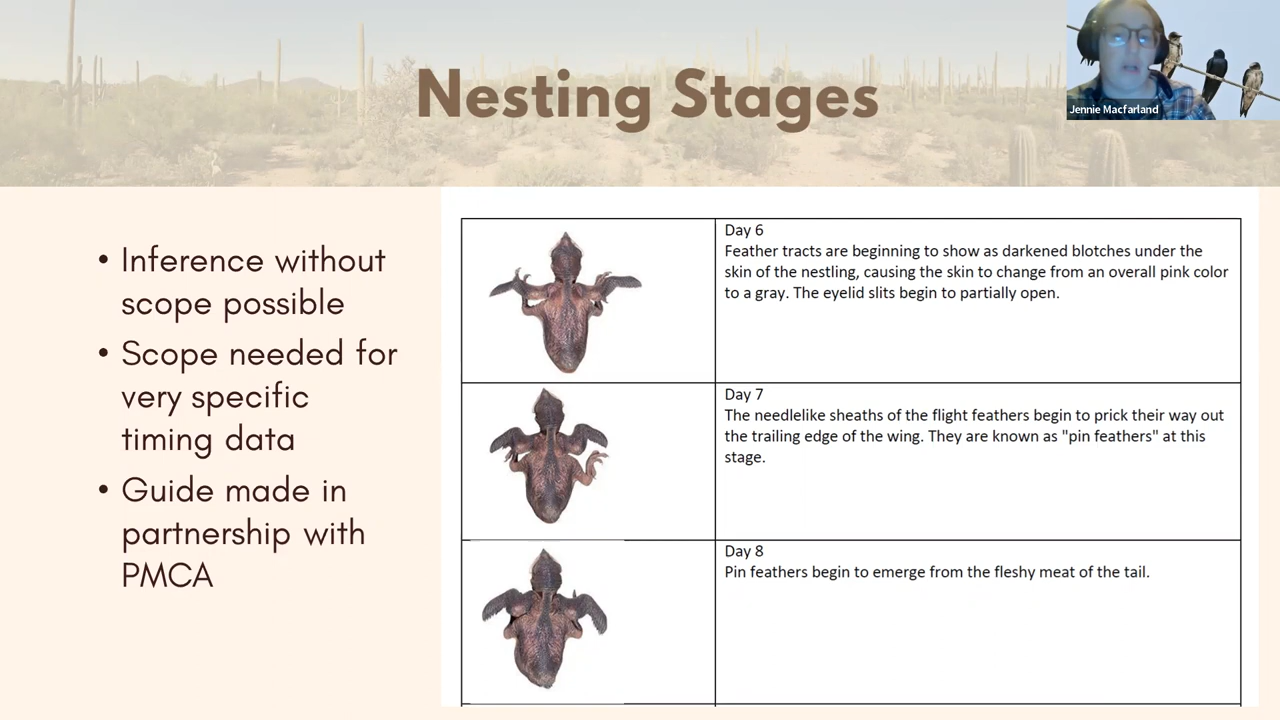 Nesting Stages
Jennie Macfarland
• Inference without
scope possible
• Scope needed for
very specific
timing data
• Guide made in
partnership with
PMCA
Day 6
Feather tracts are beginning to show as darkened blotches under the
skin of the nestling, causing the skin to change from an overall pink color
to a gray. The eyelid slits begin to partially open.
Day 7
The needlelike sheaths of the flight feathers begin to prick their way out
the trailing edge of the wing. They are known as "pin feathers" at this
stage.
Day 8
Pin feathers begin to emerge from the fleshy meat of the tail.